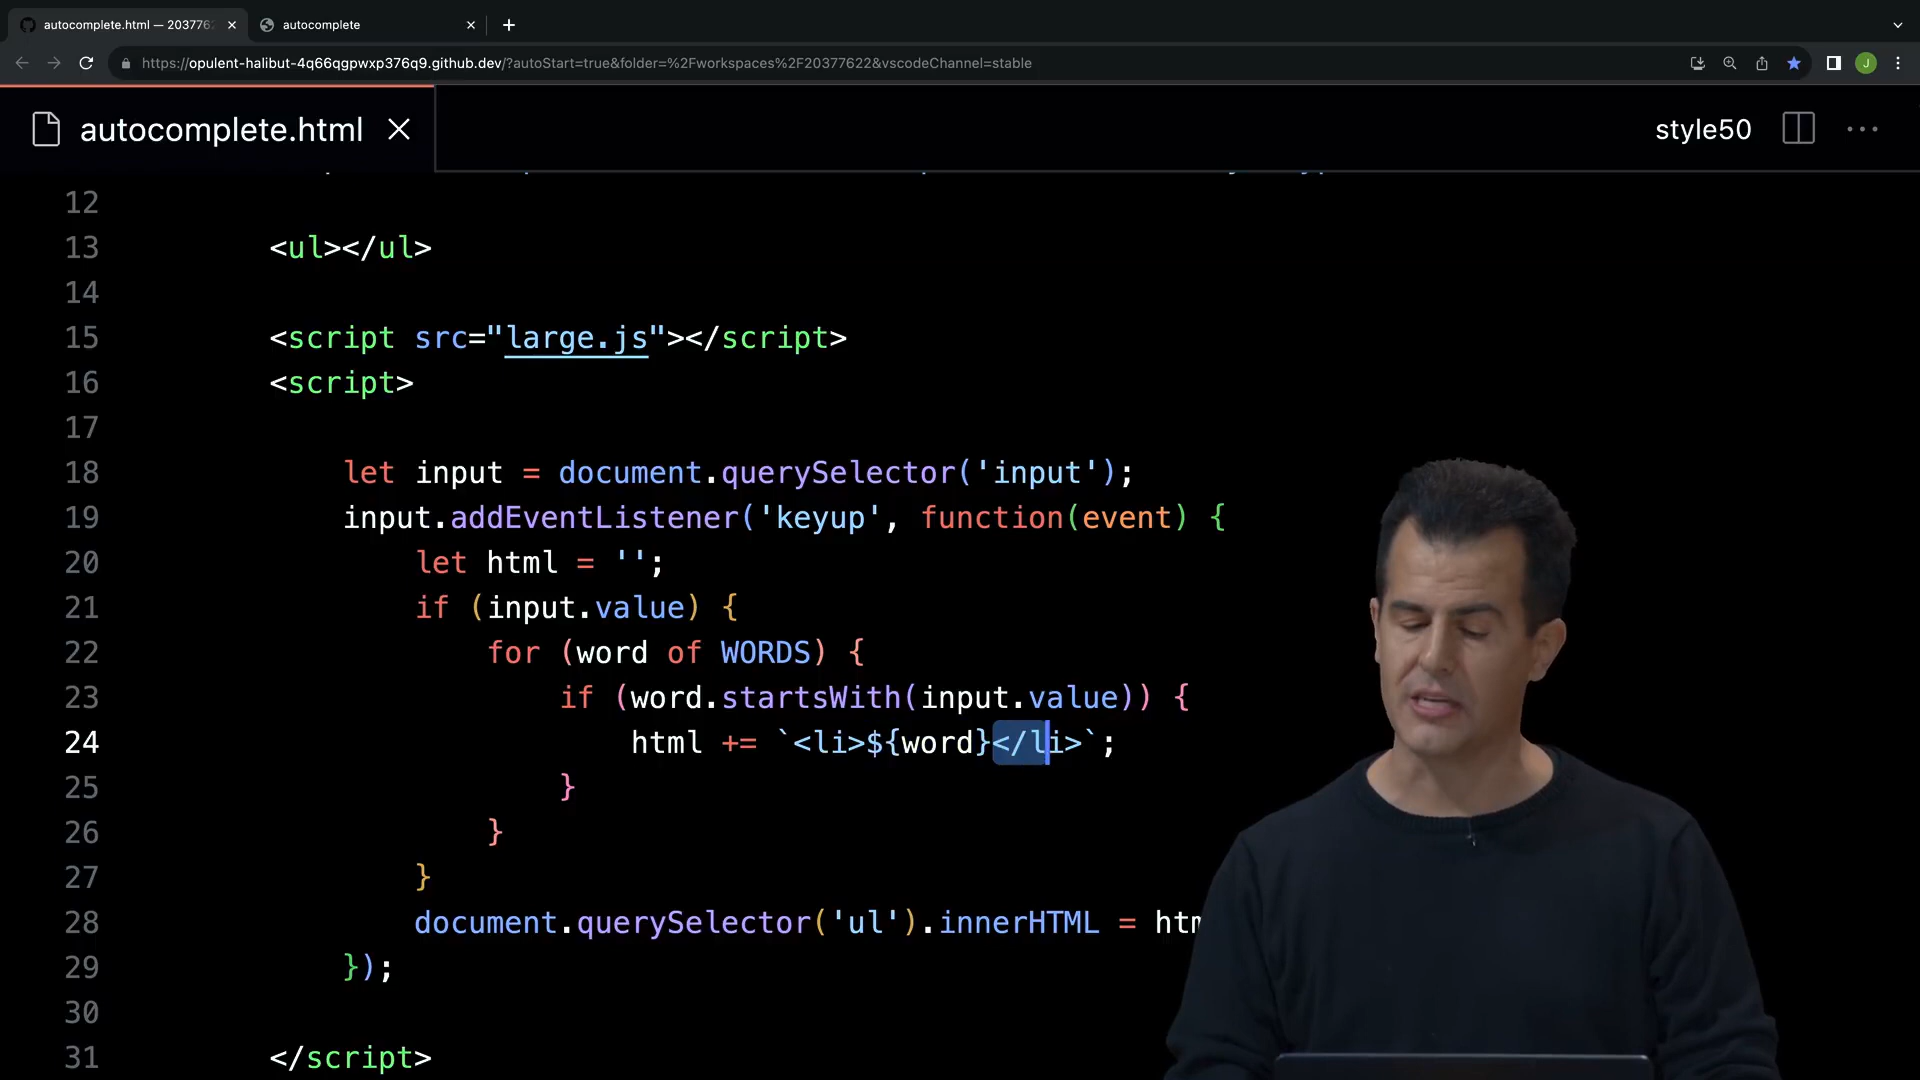 autocomplete.html — 2037762
autocomplete
https://opulent-halibut-4q66qgpwxp376q9.github.dev/?autoStart=true&folder=%2Fworkspaces%2F20377622&vscodeChannel=stable
J
autocomplete.html
style50
12
13 <ul></ul>
14
15 <script src="large.js"></script>
16 <script>
17
18 let input = document.querySelector('input');
19 input.addEventListener('keyup', function(event) {
20 let html = '';
21 if (input.value) {
22 for (word of WORDS) {
23 if (word.startsWith(input.value)) {
24 html += `<li>${word}</li>`;
25 }
26 }
27 }
28 document.querySelector('ul').innerHTML = htm
29 });
30
31 </script>